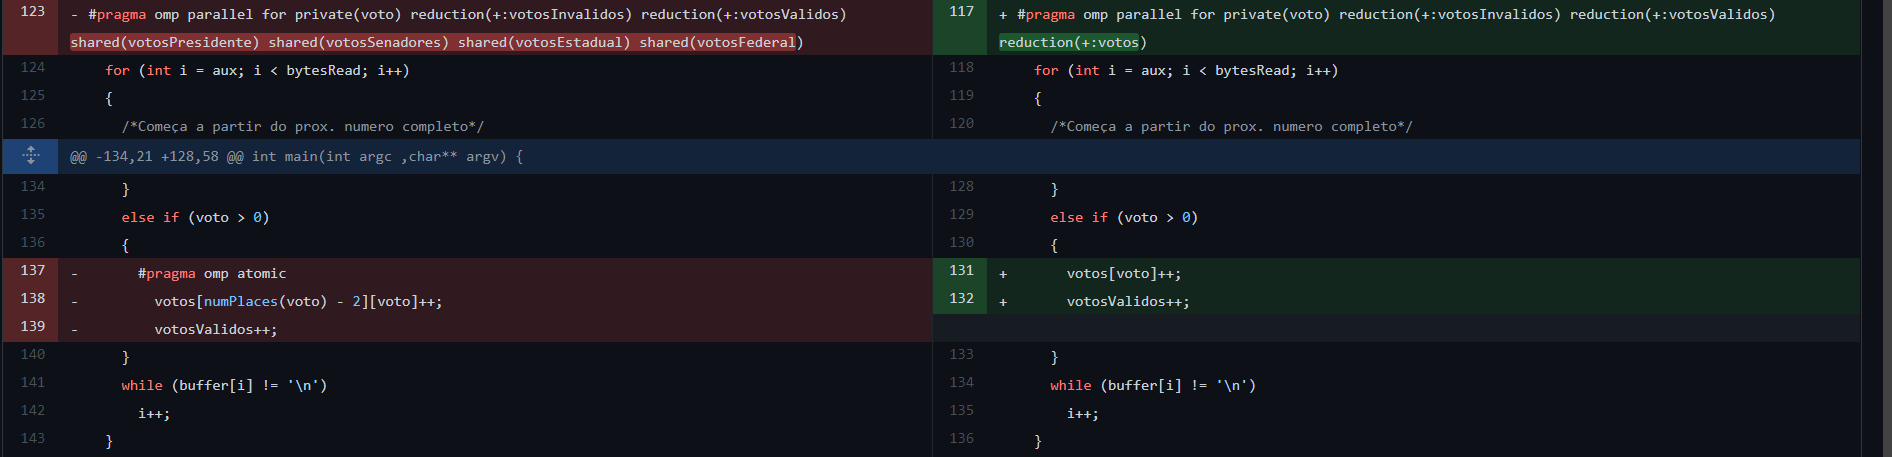 123 - #pragma omp parallel for private(voto) reduction(+:votosInvalidos) reduction(+:votosValidos)
shared(votosPresidente) shared(votosSenadores) shared(votosEstadual) shared(votosFederal)
124 for (int i = aux; i < bytesRead; i++)
125 {
126 /*Começa a partir do prox. numero completo*/
@@ -134,21 +128,58 @@ int main(int argc ,char** argv) {
134 }
135 else if (voto > 0)
136 {
137 - #pragma omp atomic
138 - votos[numPlaces(voto) - 2][voto]++;
139 - votosValidos++;
140 }
141 while (buffer[i] != '\n')
142 i++;
143 }
117 + #pragma omp parallel for private(voto) reduction(+:votosInvalidos) reduction(+:votosValidos)
reduction(+:votos)
118 for (int i = aux; i < bytesRead; i++)
119 {
120 /*Começa a partir do prox. numero completo*/
128 }
129 else if (voto > 0)
130 {
131 + votos[voto]++;
132 + votosValidos++;
133 }
134 while (buffer[i] != '\n')
135 i++;
136 }